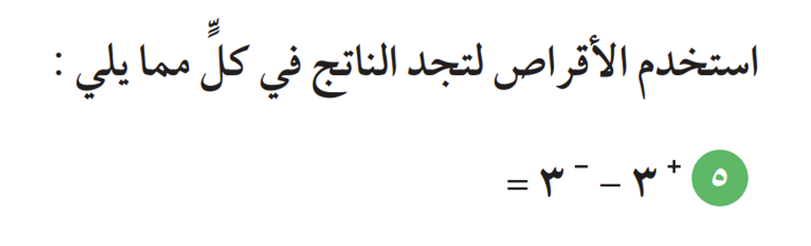 استخدم الأقراص لتجد الناتج في كلٍّ مما يلي :
٥ ⁺٣ – ⁻٣ =